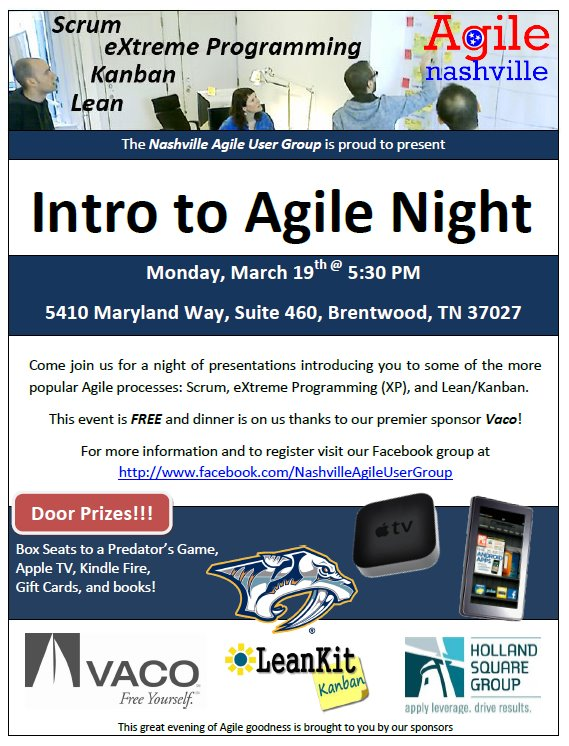 Scrum
eXtreme Programming
Kanban
Lean
Agile
nashville
The Nashville Agile User Group is proud to present
Intro to Agile Night
Monday, March 19th @ 5:30 PM
5410 Maryland Way, Suite 460, Brentwood, TN 37027
Come join us for a night of presentations introducing you to some of the more
popular Agile processes: Scrum, eXtreme Programming (XP), and Lean/Kanban.
This event is FREE and dinner is on us thanks to our premier sponsor Vaco!
For more information and to register visit our Facebook group at
http://www.facebook.com/NashvilleAgileUserGroup
Door Prizes!!!
Box Seats to a Predator's Game,
Apple TV, Kindle Fire,
Gift Cards, and books!
tv
ANDROID
APPS
VACO
Free Yourself.
LeanKit
Kanban
HOLLAND
SQUARE
GROUP
apply leverage. drive results.
This great evening of Agile goodness is brought to you by our sponsors